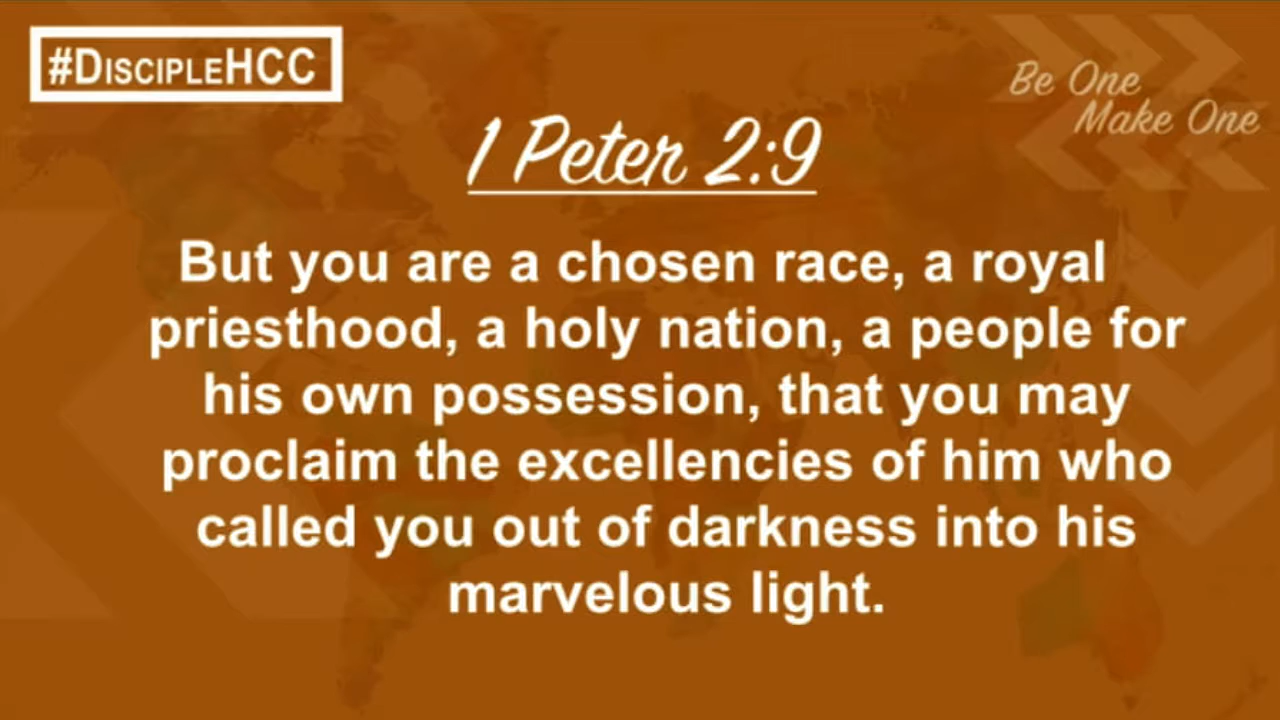 #DiscipleHCC
Be One
Make One
1 Peter 2:9
But you are a chosen race, a royal
priesthood, a holy nation, a people for
his own possession, that you may
proclaim the excellencies of him who
called you out of darkness into his
marvelous light.